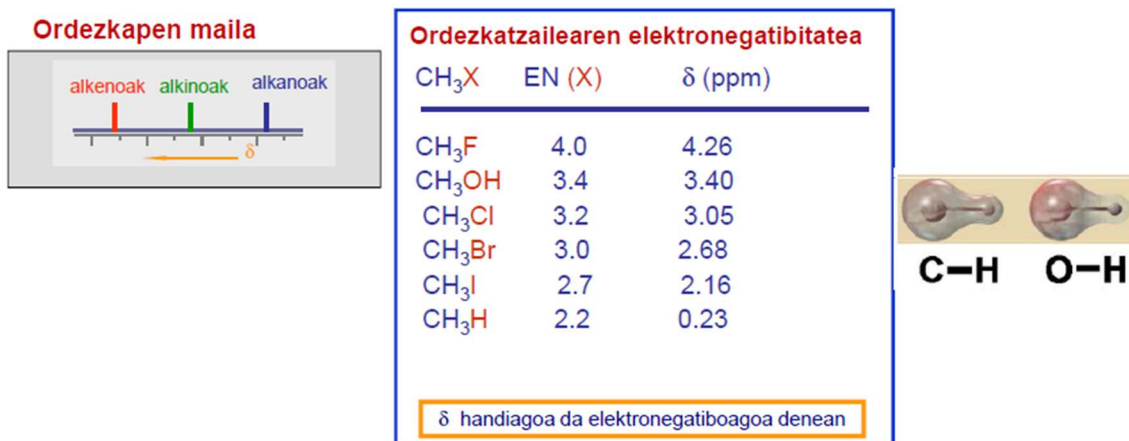 Ordezkapen maila
alkenoak alkinoak alkanoak
δ
Ordezkatzailearen elektronegatibitatea
CH₃X EN (X) δ (ppm)
CH₃F 4.0 4.26
CH₃OH 3.4 3.40
CH₃Cl 3.2 3.05
CH₃Br 3.0 2.68
CH₃I 2.7 2.16
CH₃H 2.2 0.23
δ handiagoa da elektronegatiboagoa denean
C–H O–H